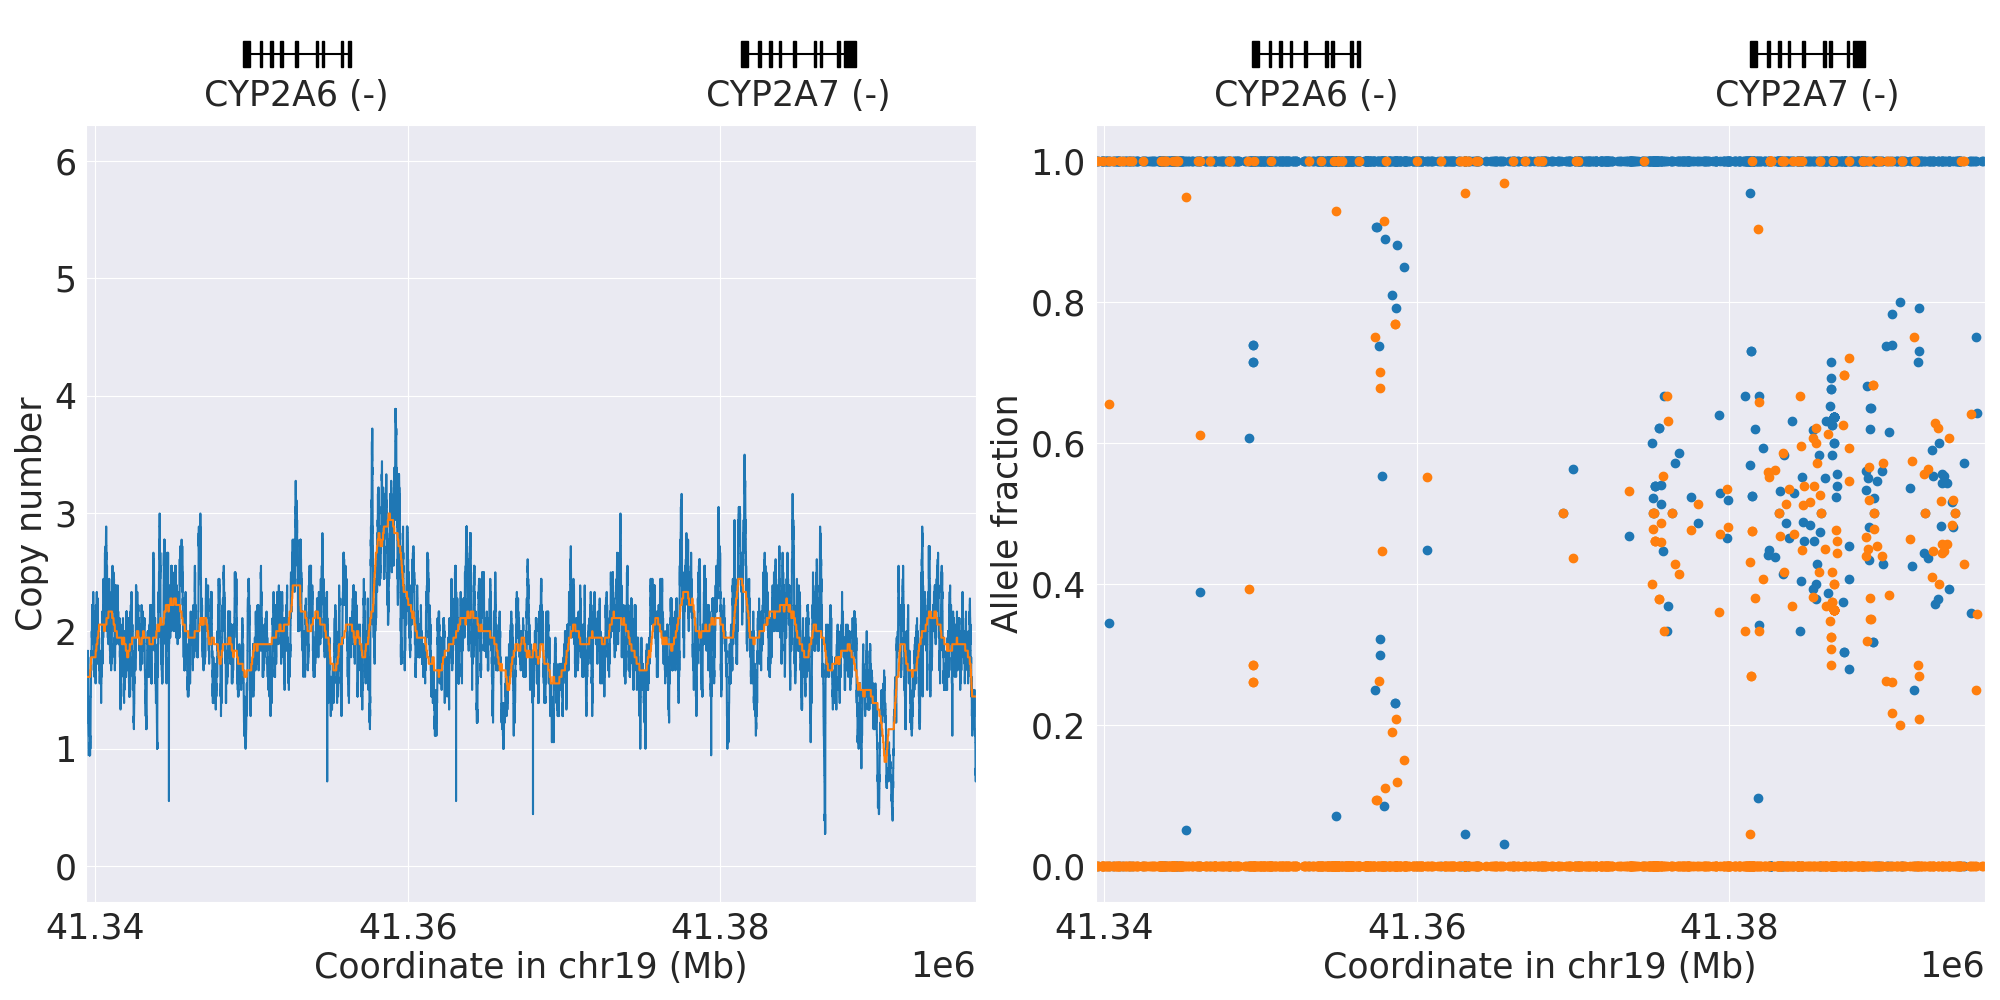 CYP2A6 (-) CYP2A7 (-)
6
5
4
3
2
1
0
Copy number
41.34 41.36 41.38
Coordinate in chr19 (Mb) 1e6
CYP2A6 (-) CYP2A7 (-)
1.0
0.8
0.6
0.4
0.2
0.0
Allele fraction
41.34 41.36 41.38
Coordinate in chr19 (Mb) 1e6